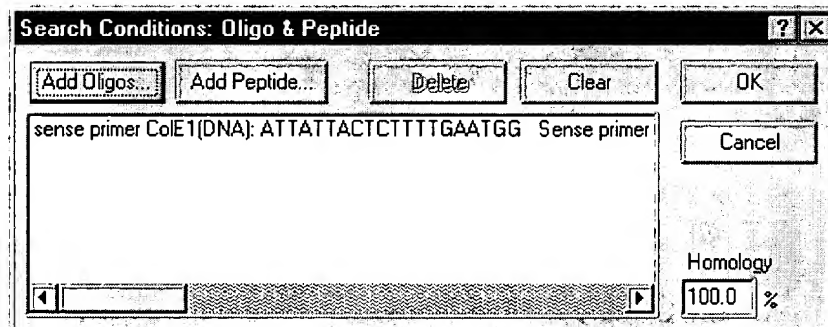 Search Conditions: Oligo & Peptide ? X
Add Oligos... Add Peptide... Delete Clear OK
sense primer ColE1(DNA): ATTATTACTCTTTTGAATGG Sense primer
Cancel
Homology
100.0 %